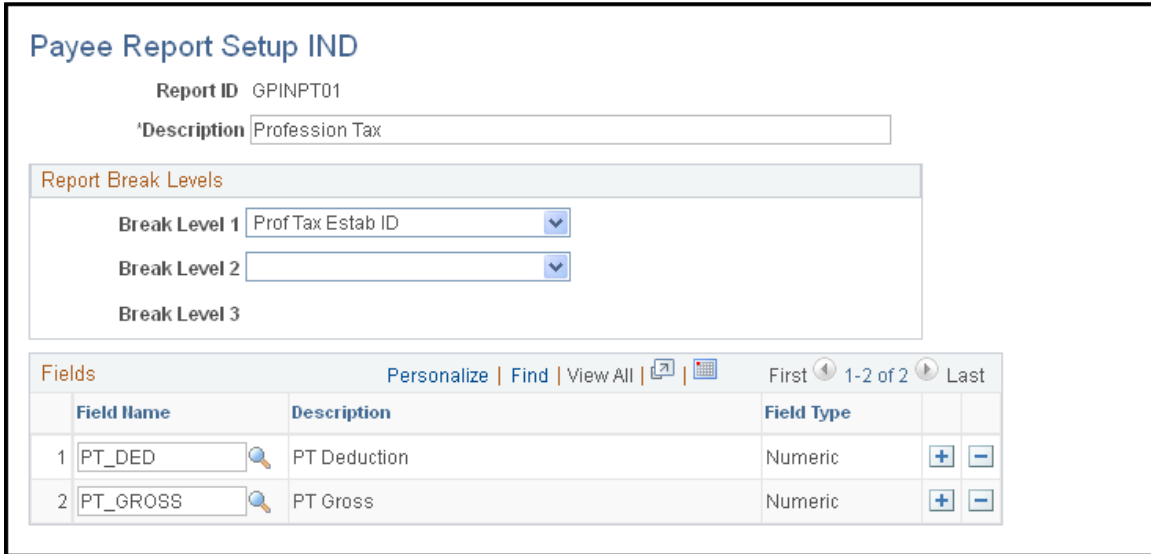 Payee Report Setup IND
Report ID GPINPT01
*Description Profession Tax
Report Break Levels
Break Level 1 Prof Tax Estab ID
Break Level 2
Break Level 3
Fields Personalize | Find | View All | | First 1-2 of 2 Last
Field Name Description Field Type
1 PT_DED PT Deduction Numeric
2 PT_GROSS PT Gross Numeric